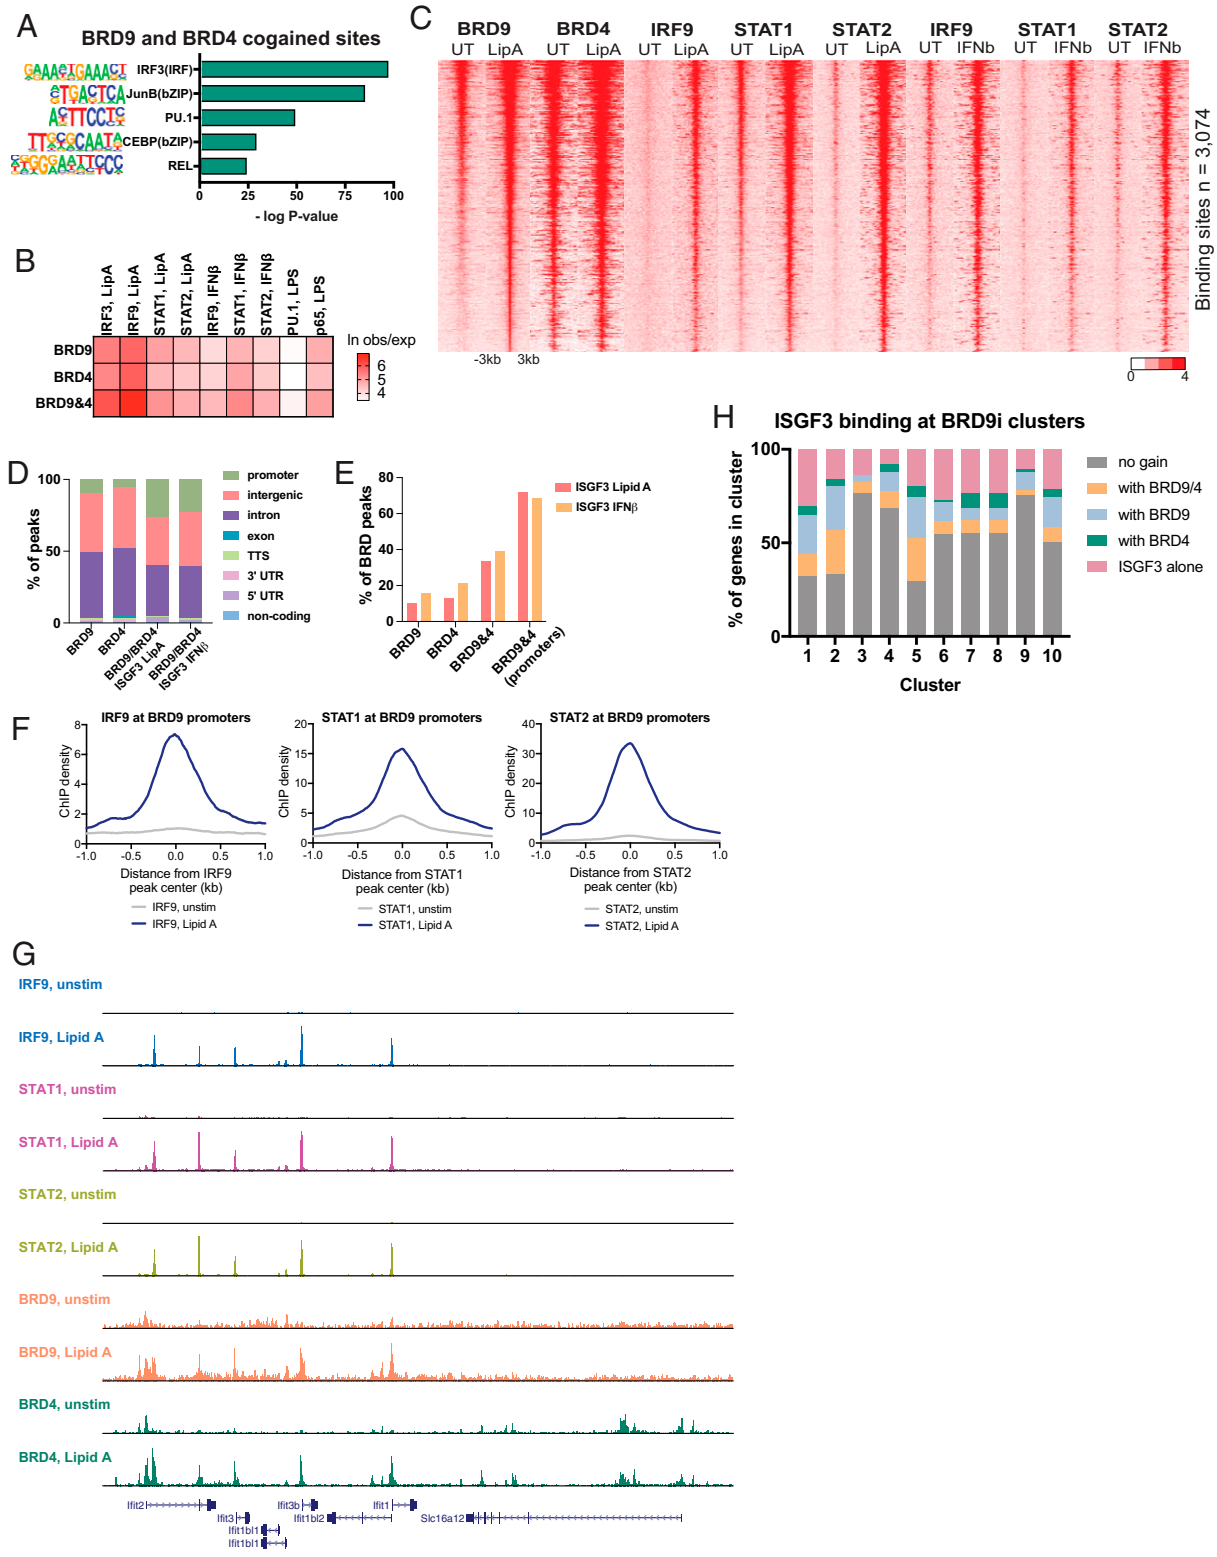 A
BRD9 and BRD4 cogained sites
GAAACTGAAACT
IRF3(IRF)
JunB(bZIP)
PU.1
CEBP(bZIP)
REL
0 25 50 75 100
- log P-value
B
IRF3, LipA
IRF9, LipA
STAT1, LipA
STAT2, LipA
IRF9, IFNβ
STAT1, IFNβ
STAT2, IFNβ
PU.1, LPS
p65, LPS
BRD9
BRD4
BRD9&4
ln obs/exp
6
5
4
C
BRD9 BRD4 IRF9 STAT1 STAT2 IRF9 STAT1 STAT2
UT LipA UT LipA UT LipA UT LipA UT LipA UT IFNb UT IFNb UT IFNb
Binding sites n = 3,074
-3kb 3kb
0 4
D
% of peaks
100
50
0
BRD9
BRD4
BRD9/BRD4
ISGF3 LipA
BRD9/BRD4
ISGF3 IFNβ
promoter
intergenic
intron
exon
TTS
3' UTR
5' UTR
non-coding
E
% of BRD peaks
80
60
40
20
0
BRD9
BRD4
BRD9&4
BRD9&4
(promoters)
ISGF3 Lipid A
ISGF3 IFNβ
H
ISGF3 binding at BRD9i clusters
% of genes in cluster
100
50
0
1 2 3 4 5 6 7 8 9 10
Cluster
no gain
with BRD9/4
with BRD9
with BRD4
ISGF3 alone
F
IRF9 at BRD9 promoters
ChIP density
8
6
4
2
0
-1.0 -0.5 0.0 0.5 1.0
Distance from IRF9
peak center (kb)
IRF9, unstim
IRF9, Lipid A
STAT1 at BRD9 promoters
ChIP density
20
15
10
5
0
-1.0 -0.5 0.0 0.5 1.0
Distance from STAT1
peak center (kb)
STAT1, unstim
STAT1, Lipid A
STAT2 at BRD9 promoters
ChIP density
40
30
20
10
0
-1.0 -0.5 0.0 0.5 1.0
Distance from STAT2
peak center (kb)
STAT2, unstim
STAT2, Lipid A
G
IRF9, unstim
IRF9, Lipid A
STAT1, unstim
STAT1, Lipid A
STAT2, unstim
STAT2, Lipid A
BRD9, unstim
BRD9, Lipid A
BRD4, unstim
BRD4, Lipid A
Ifit2 Ifit3b Ifit1
Ifit3 Ifit1bl2 Slc16a12
Ifit1bl1
Ifit1bl1